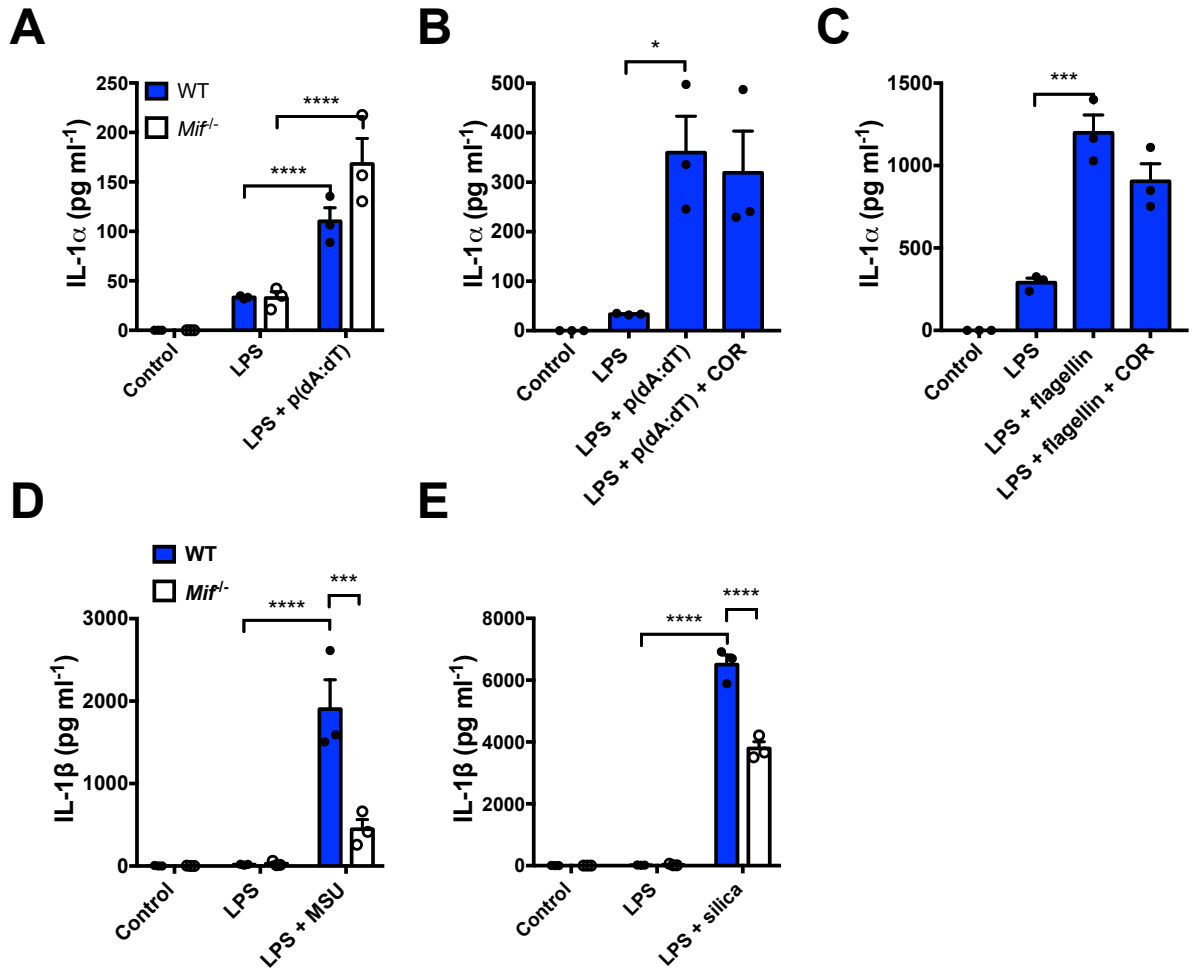 A
B
C
WT
Mif-/-
IL-1α (pg ml-1)
250
200
150
100
50
0
****
****
Control
LPS
LPS + p(dA:dT)
IL-1α (pg ml-1)
500
400
300
200
100
0
*
Control
LPS
LPS + p(dA:dT)
LPS + p(dA:dT) + COR
IL-1α (pg ml-1)
1500
1000
500
0
***
Control
LPS
LPS + flagellin
LPS + flagellin + COR
D
E
WT
Mif-/-
IL-1β (pg ml-1)
3000
2000
1000
0
****
***
Control
LPS
LPS + MSU
IL-1β (pg ml-1)
8000
6000
4000
2000
0
****
****
Control
LPS
LPS + silica